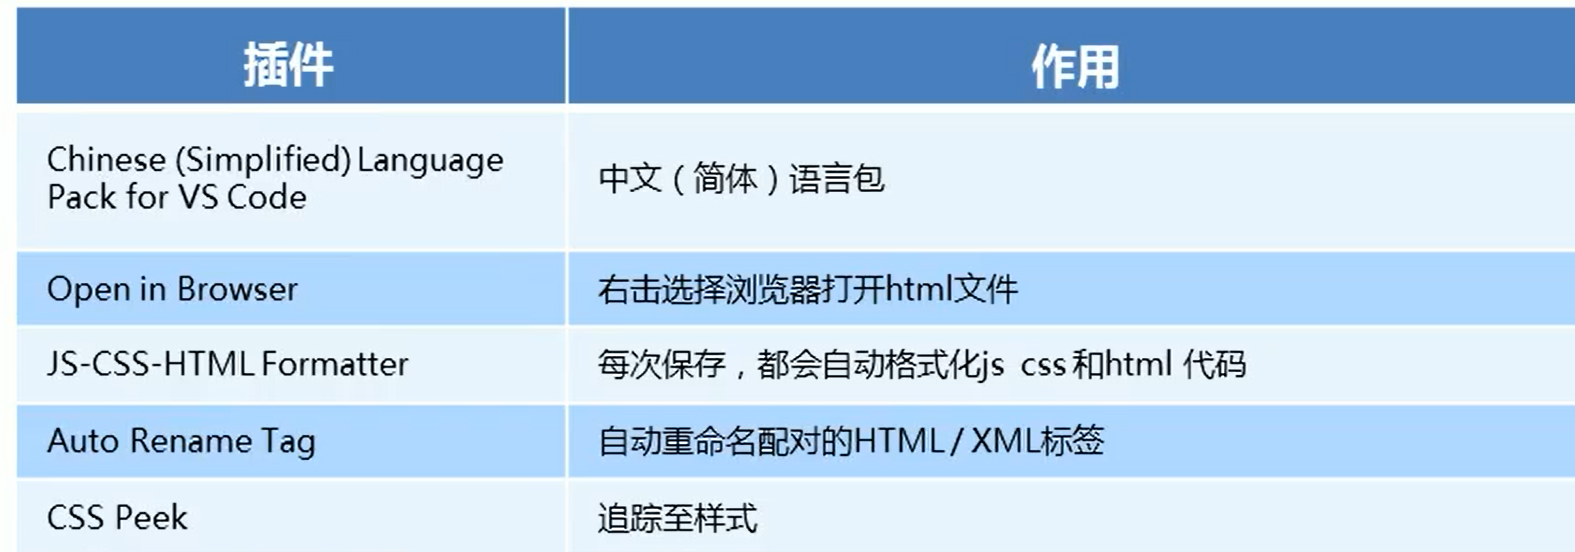 插件
作用
Chinese (Simplified) Language
Pack for VS Code
中文（简体）语言包
Open in Browser
右击选择浏览器打开html文件
JS-CSS-HTML Formatter
每次保存，都会自动格式化js css和html 代码
Auto Rename Tag
自动重命名配对的HTML / XML标签
CSS Peek
追踪至样式